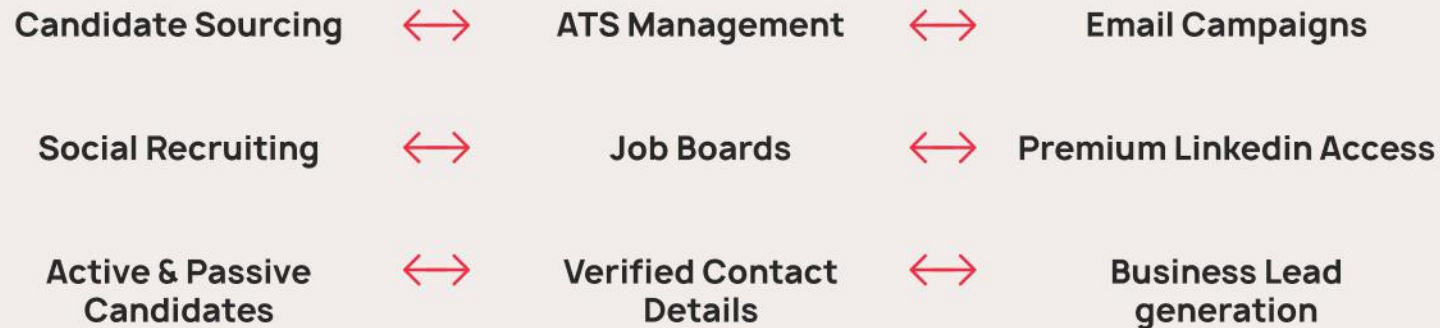 Candidate Sourcing ↔ ATS Management ↔ Email Campaigns
Social Recruiting ↔ Job Boards ↔ Premium Linkedin Access
Active & Passive
Candidates ↔ Verified Contact
Details ↔ Business Lead
generation